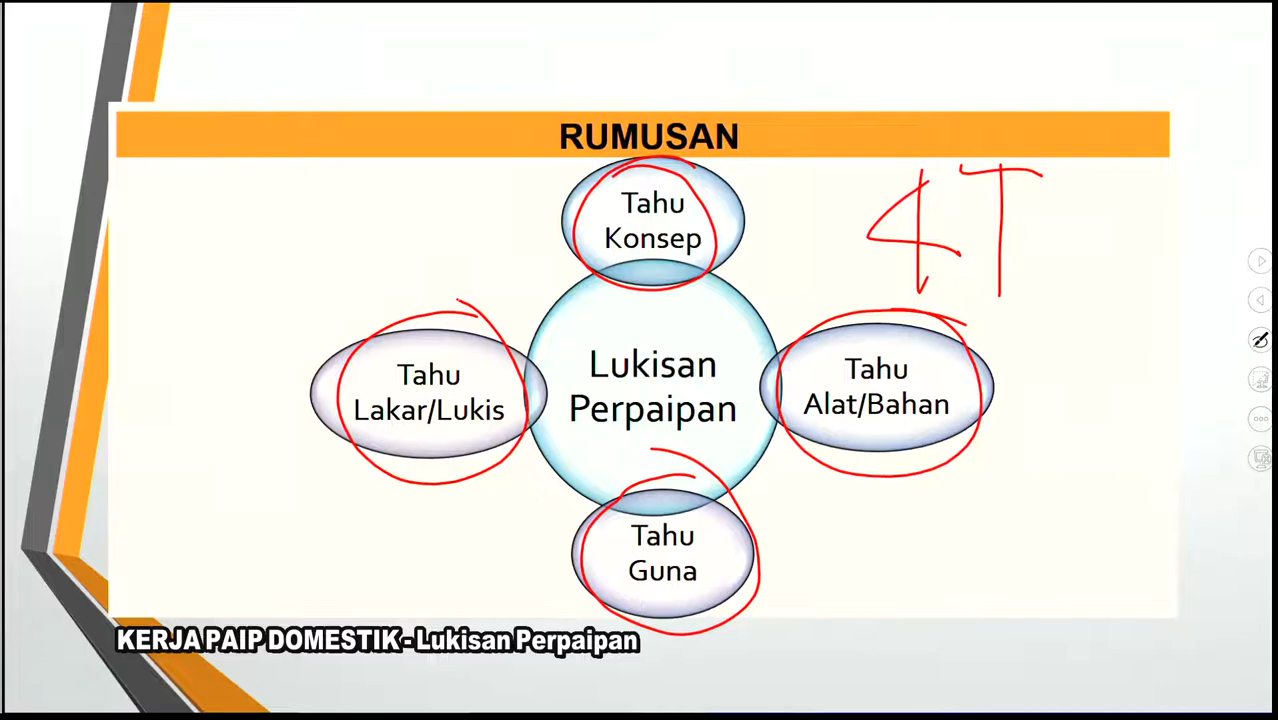 RUMUSAN
Tahu
Konsep
4T
Tahu
Lakar/Lukis
Lukisan
Perpaipan
Tahu
Alat/Bahan
Tahu
Guna
KERJA PAIP DOMESTIK - Lukisan Perpaipan